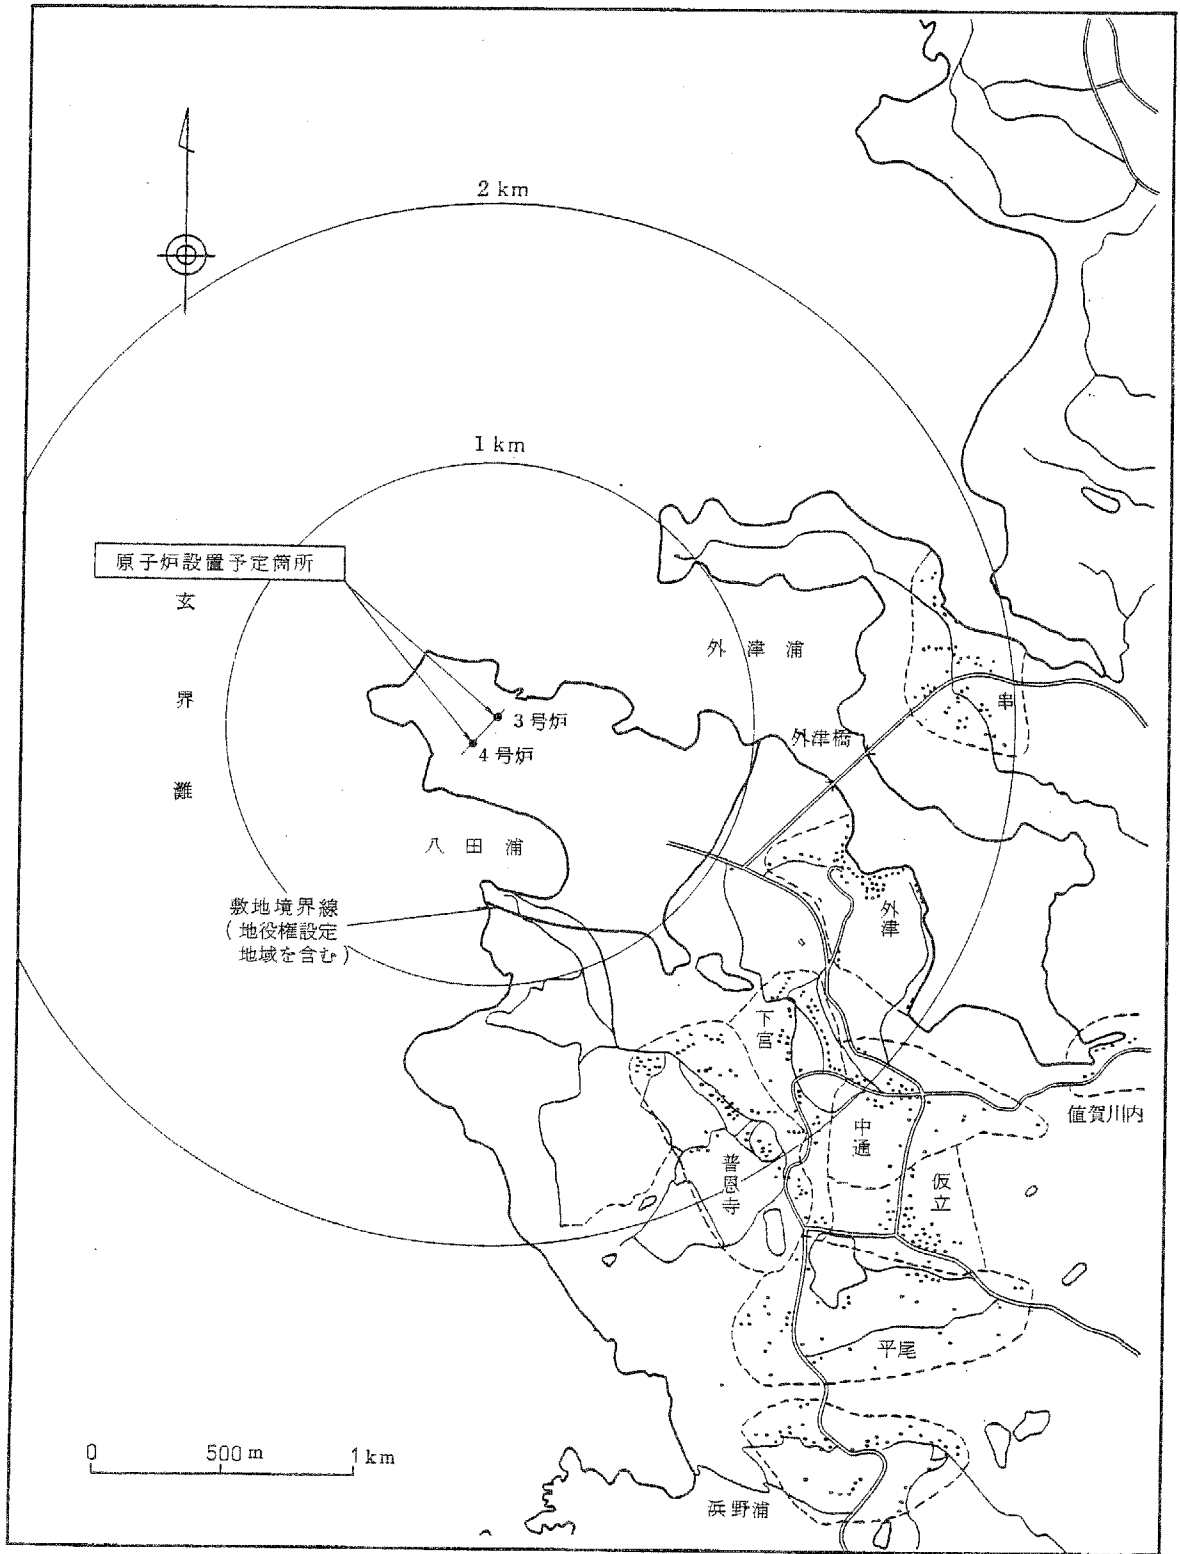 2 km
1 km
原子炉設置予定箇所
玄界灘
外津浦
串
3号炉
外津橋
4号炉
八田浦
敷地境界線
(地役権設定
地域を含む)
外津
下宮
値賀川内
中通
普恩寺
仮立
平尾
0 500 m 1 km
浜野浦